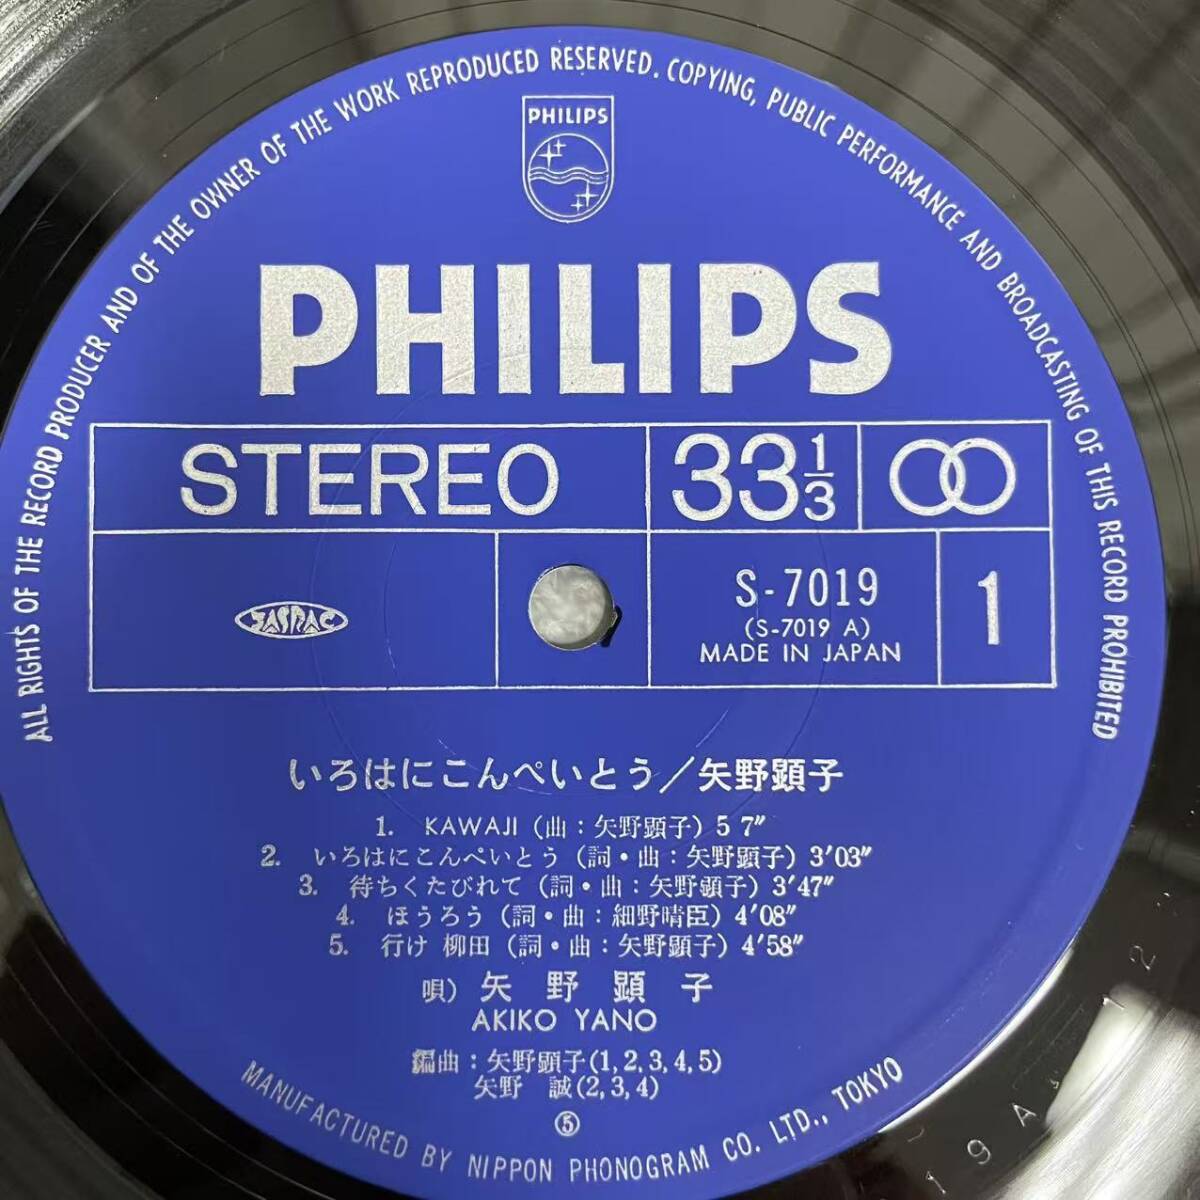 ALL RIGHTS OF THE RECORD PRODUCER AND OF THE OWNER OF THE WORK REPRODUCED RESERVED. COPYING, PUBLIC PERFORMANCE AND BROADCASTING OF THIS RECORD PROHIBITED
PHILIPS
PHILIPS
STEREO 33 1/3
JASRAC S-7019 1
(S-7019 A)
MADE IN JAPAN
いろはにこんぺいとう/矢野顕子
1. KAWAJI (曲:矢野顕子) 5 7″
2. いろはにこんぺいとう (詞・曲:矢野顕子) 3′03″
3. 待ちくたびれて (詞・曲:矢野顕子) 3′47″
4. ほうろう (詞・曲:細野晴臣) 4′08″
5. 行け 柳田 (詞・曲:矢野顕子) 4′58″
唄) 矢野顕子
AKIKO YANO
編曲:矢野顕子(1,2,3,4,5)
矢野 誠(2,3,4)
⑤
MANUFACTURED BY NIPPON PHONOGRAM CO. LTD., TOKYO
19 A 1 2